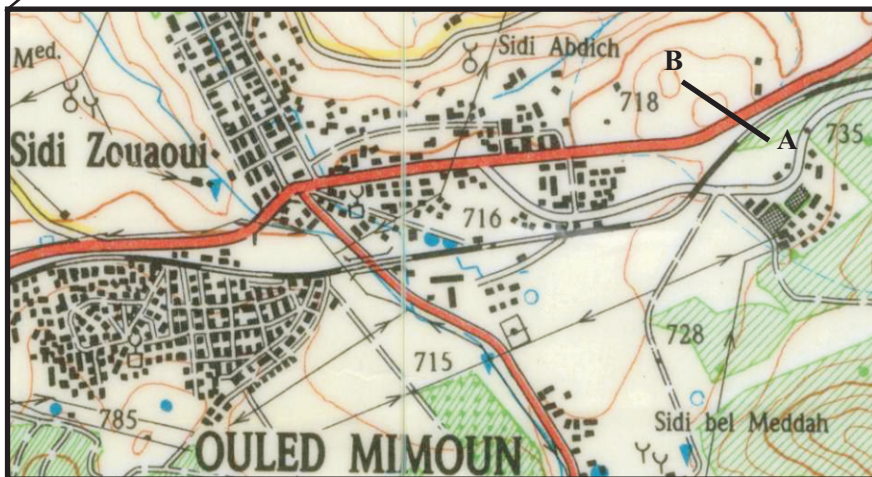 Med.
Sidi Abdich
B
718
A
735
Sidi Zouaoui
716
728
715
785
Sidi bel Meddah
OULED MIMOUN